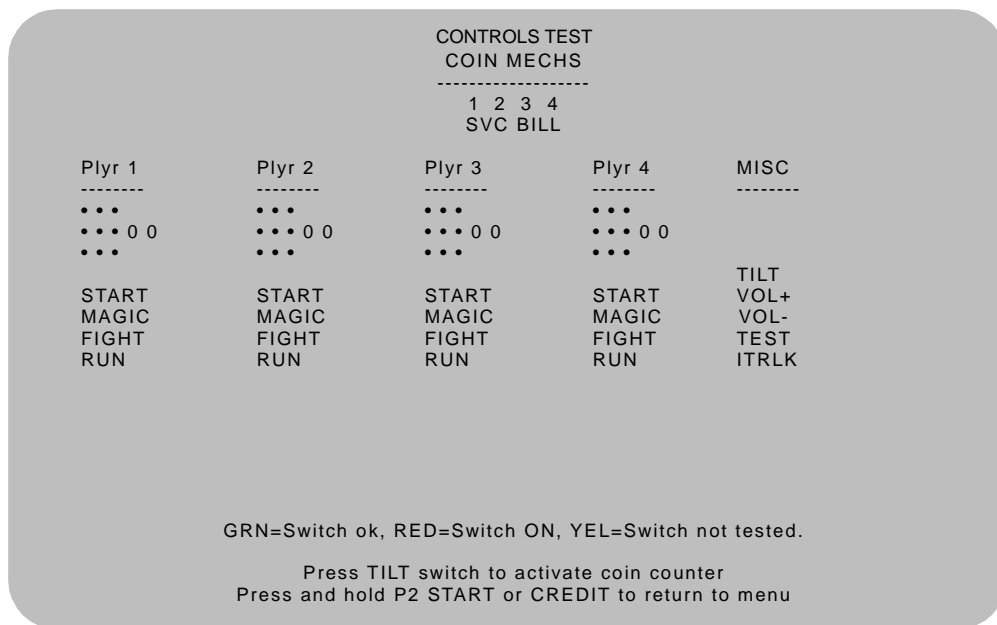 CONTROLS TEST
COIN MECHS
-------------------
1 2 3 4
SVC BILL
Plyr 1 Plyr 2 Plyr 3 Plyr 4 MISC
-------- -------- -------- -------- --------
• • • • • • • • • • • •
• • • 0 0 • • • 0 0 • • • 0 0 • • • 0 0
• • • • • • • • • • • •
TILT
START START START START VOL+
MAGIC MAGIC MAGIC MAGIC VOL-
FIGHT FIGHT FIGHT FIGHT TEST
RUN RUN RUN RUN ITRLK
GRN=Switch ok, RED=Switch ON, YEL=Switch not tested.
Press TILT switch to activate coin counter
Press and hold P2 START or CREDIT to return to menu